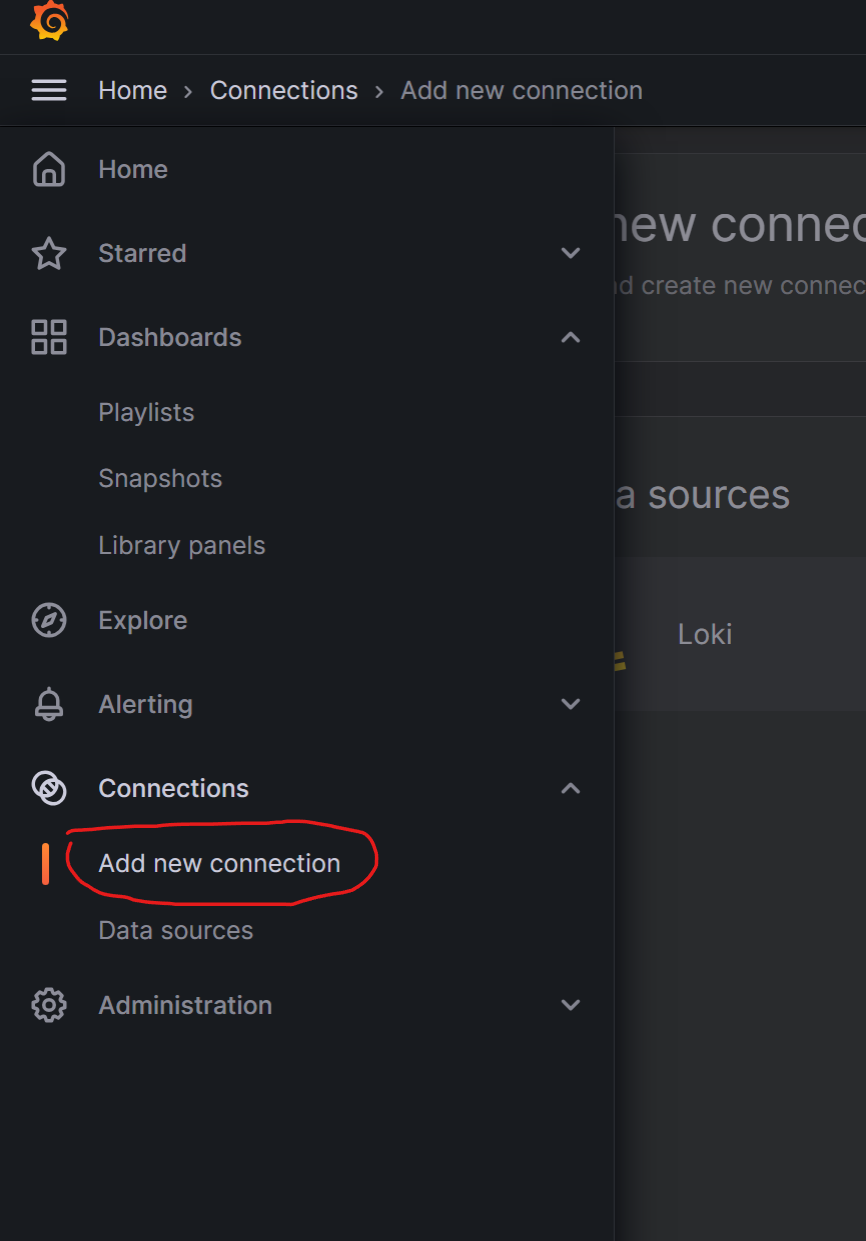 Home › Connections › Add new connection
Home
Starred
Dashboards
Playlists
Snapshots
Library panels
Explore
Alerting
Connections
Add new connection
Data sources
Administration
new connec
d create new connec
a sources
Loki